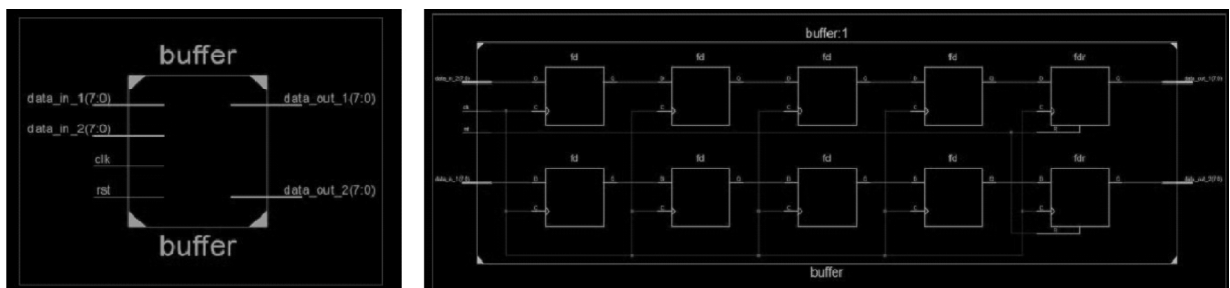 buffer
data_in_1(7:0)
data_out_1(7:0)
data_in_2(7:0)
clk
rst
data_out_2(7:0)
buffer
buffer:1
fd fd fd fd fdr
D Q D Q D Q D Q D Q
C C C C C
R
fd fd fd fd fdr
D Q D Q D Q D Q D Q
C C C C C
R
buffer